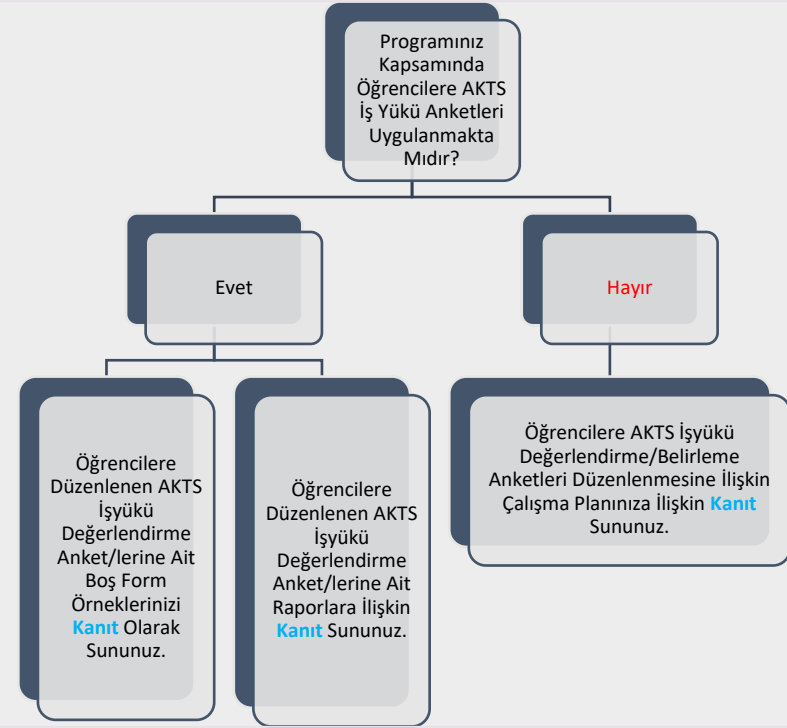 Programınız
Kapsamında
Öğrencilere AKTS
İş Yükü Anketleri
Uygulanmakta
Mıdır?
Evet
Hayır
Öğrencilere
Düzenlenen AKTS
İşyükü
Değerlendirme
Anket/lerine Ait
Boş Form
Örneklerinizi
Kanıt Olarak
Sununuz.
Öğrencilere
Düzenlenen AKTS
İşyükü
Değerlendirme
Anket/lerine Ait
Raporlara İlişkin
Kanıt Sununuz.
Öğrencilere AKTS İşyükü
Değerlendirme/Belirleme
Anketleri Düzenlenmesine İlişkin
Çalışma Planınıza İlişkin Kanıt
Sununuz.